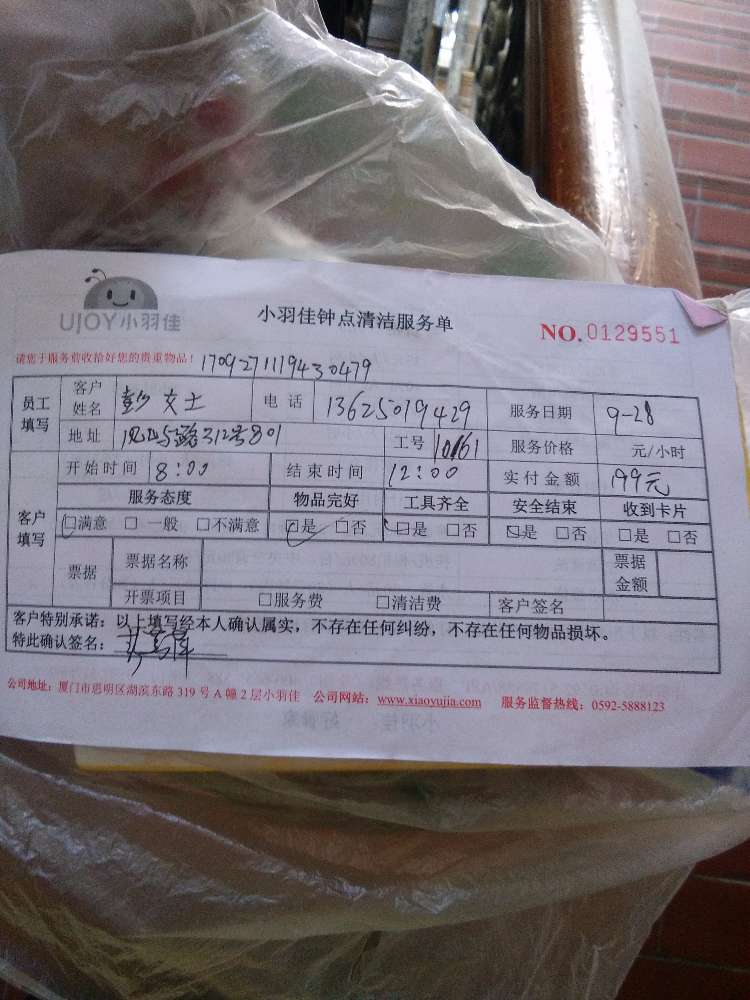 UJOY小羽佳
小羽佳钟点清洁服务单
NO. 0129551
请您于服务前收拾好您的贵重物品! 170927111943 0479
员工填写 客户姓名 彭女士 电话 13625019429 服务日期 9-28
地址 312号801 工号 10161 服务价格 元/小时
开始时间 8:00 结束时间 12:00 实付金额 199元
客户填写 服务态度 物品完好 工具齐全 安全结束 收到卡片
□满意 □一般 □不满意 □是 □否 □是 □否 □是 □否 □是 □否
票据 票据名称 票据金额
开票项目 □服务费 □清洁费 客户签名
客户特别承诺：以上填写经本人确认属实，不存在任何纠纷，不存在任何物品损坏。
特此确认签名：
公司地址：厦门市思明区湖滨东路 319 号 A 幢 2 层小羽佳 公司网站：www.xiaoyujia.com 服务监督热线：0592-5888123